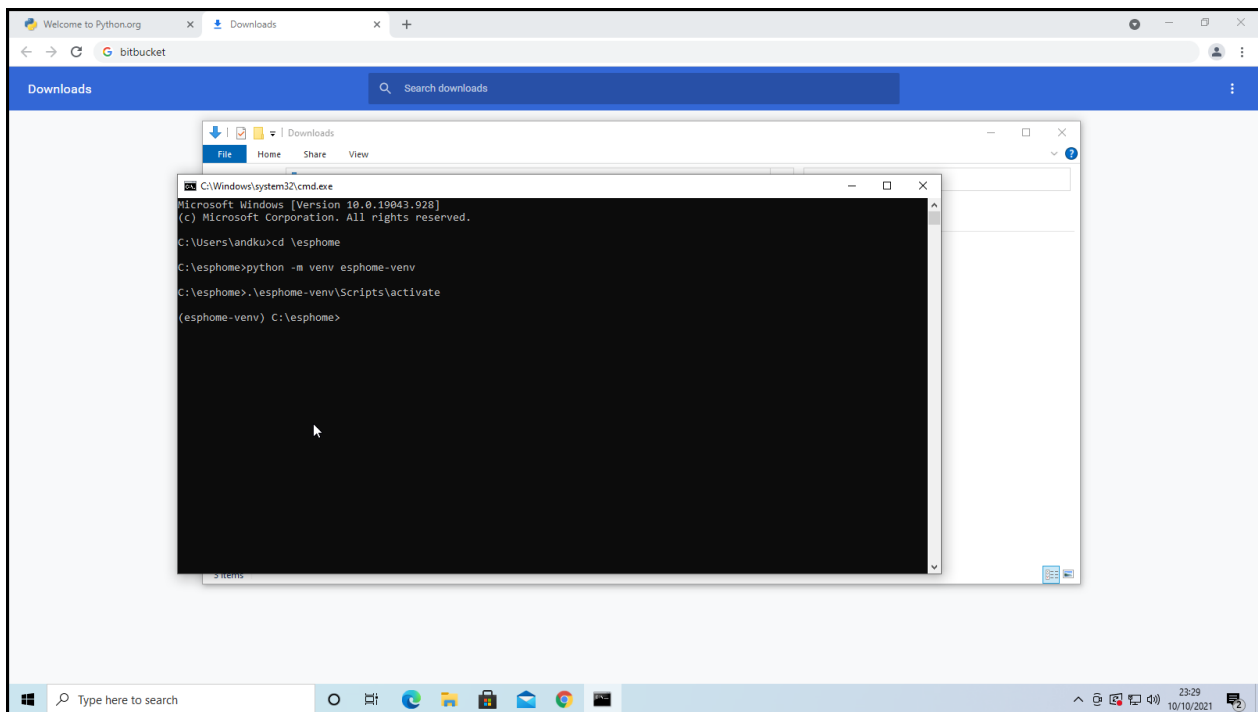 Welcome to Python.org
Downloads
bitbucket
Downloads
Search downloads
Downloads
File Home Share View
C:\Windows\system32\cmd.exe
Microsoft Windows [Version 10.0.19043.928]
(c) Microsoft Corporation. All rights reserved.
C:\Users\andku>cd \esphome
C:\esphome>python -m venv esphome-venv
C:\esphome>.\esphome-venv\Scripts\activate
(esphome-venv) C:\esphome>
3 items
Type here to search
23:29
10/10/2021
2